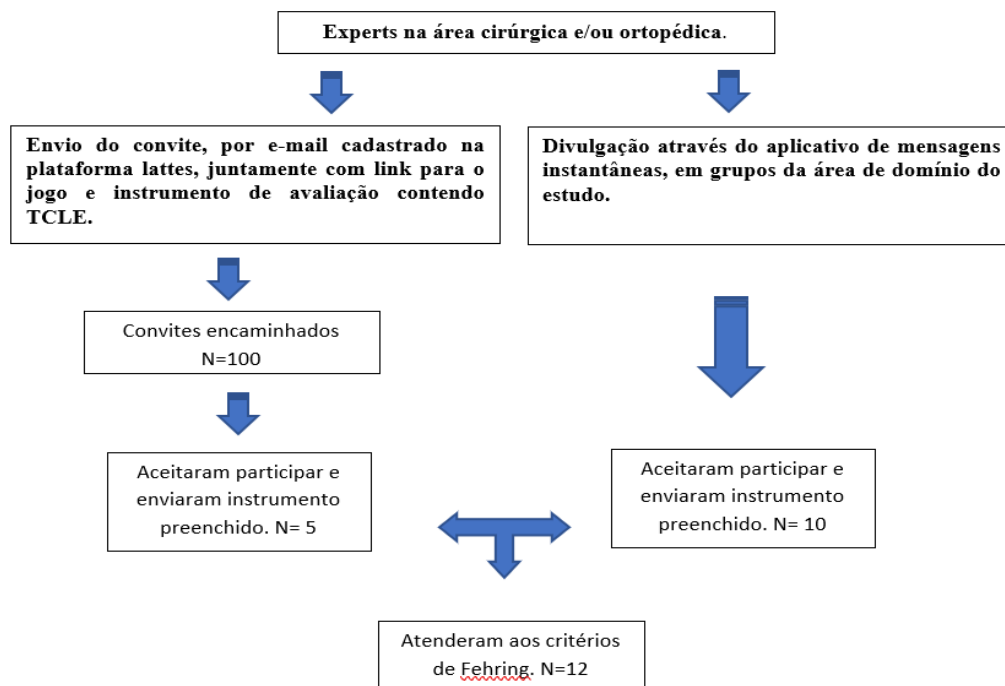 Experts na área cirúrgica e/ou ortopédica.
Envio do convite, por e-mail cadastrado na
plataforma lattes, juntamente com link para o
jogo e instrumento de avaliação contendo
TCLE.
Divulgação através do aplicativo de mensagens
instantâneas, em grupos da área de domínio do
estudo.
Convites encaminhados
N=100
Aceitaram participar e
enviaram instrumento
preenchido. N= 5
Aceitaram participar e
enviaram instrumento
preenchido. N= 10
Atenderam aos critérios
de Fehring. N=12